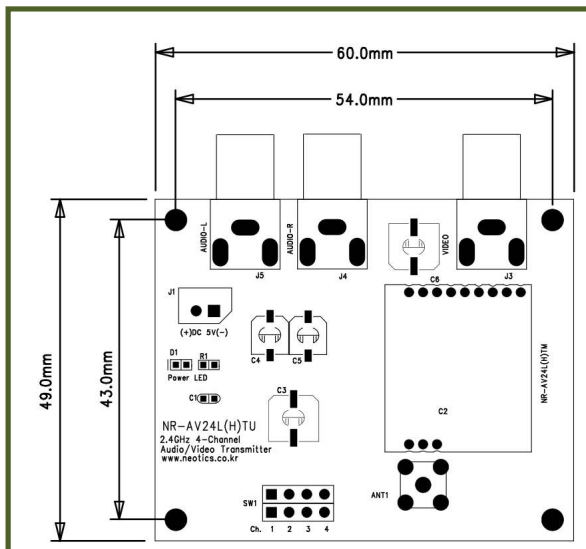 60.0mm
54.0mm
49.0mm
43.0mm
AUDIO-L
J5
AUDIO-R
J4
VIDEO
J3
C6
J1
(+)DC 5V(-)
D1
R1
Power LED
C4
C5
C1
C3
C2
NR-AV24L(H)TM
NR-AV24L(H)TU
2.4GHz 4-Channel
Audio/Video Transmitter
www.neotics.co.kr
SW1
Ch. 1 2 3 4
ANT1